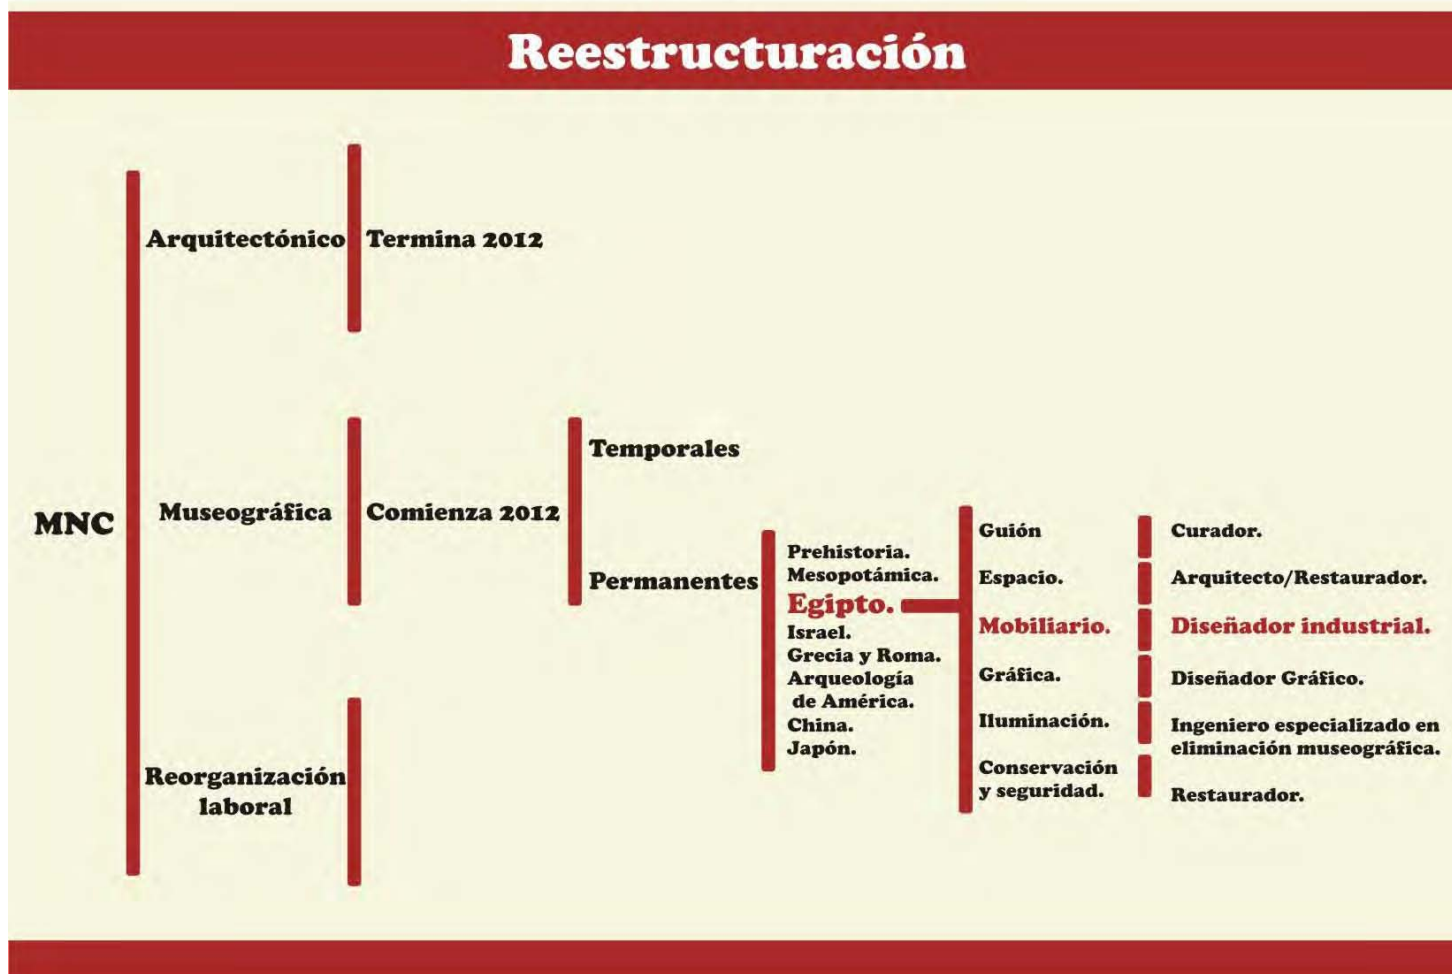 Reestructuración
MNC
Arquitectónico
Termina 2012
Museográfica
Comienza 2012
Reorganización
laboral
Temporales
Permanentes
Prehistoria.
Mesopotámica.
Egipto.
Israel.
Grecia y Roma.
Arqueología
de América.
China.
Japón.
Guión
Curador.
Espacio.
Arquitecto/Restaurador.
Mobiliario.
Diseñador industrial.
Gráfica.
Diseñador Gráfico.
Iluminación.
Ingeniero especializado en
eliminación museográfica.
Conservación
y seguridad.
Restaurador.